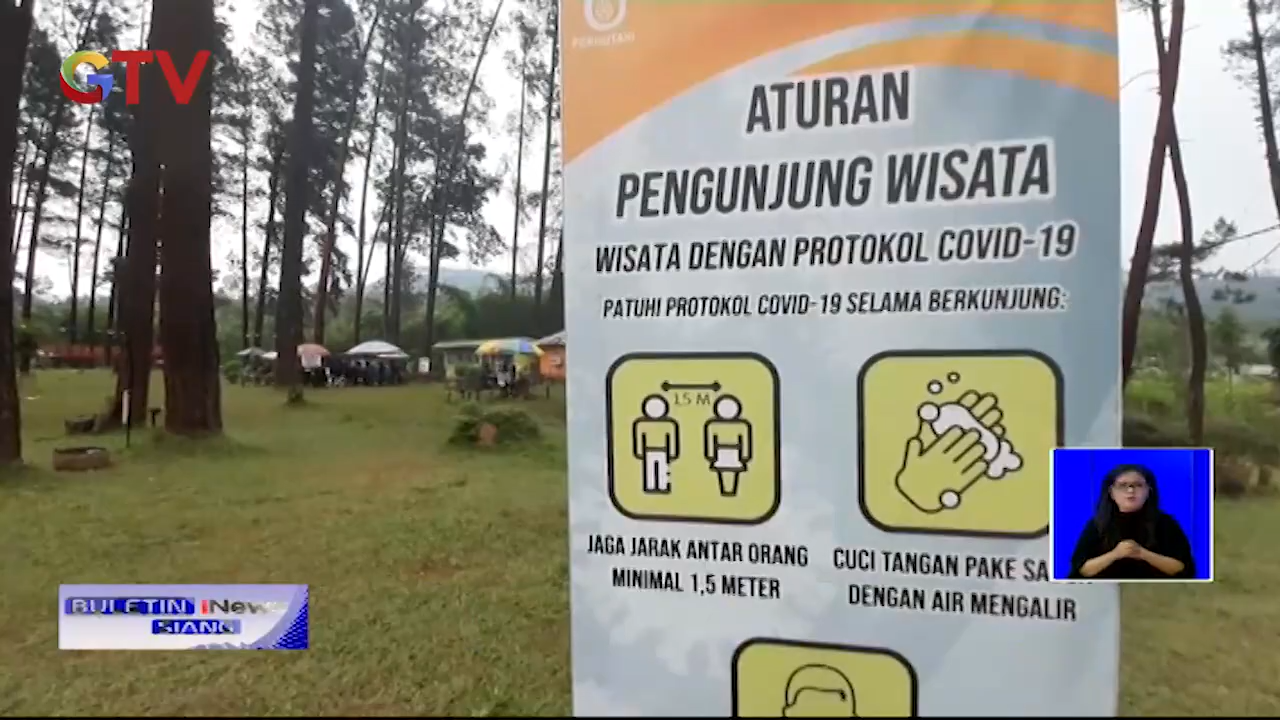 GTV
PERHUTANI
ATURAN
PENGUNJUNG WISATA
WISATA DENGAN PROTOKOL COVID-19
PATUHI PROTOKOL COVID-19 SELAMA BERKUNJUNG:
1,5 M
JAGA JARAK ANTAR ORANG
MINIMAL 1,5 METER
CUCI TANGAN PAKE
DENGAN AIR MENGALIR
BULETIN iNews
SIANG